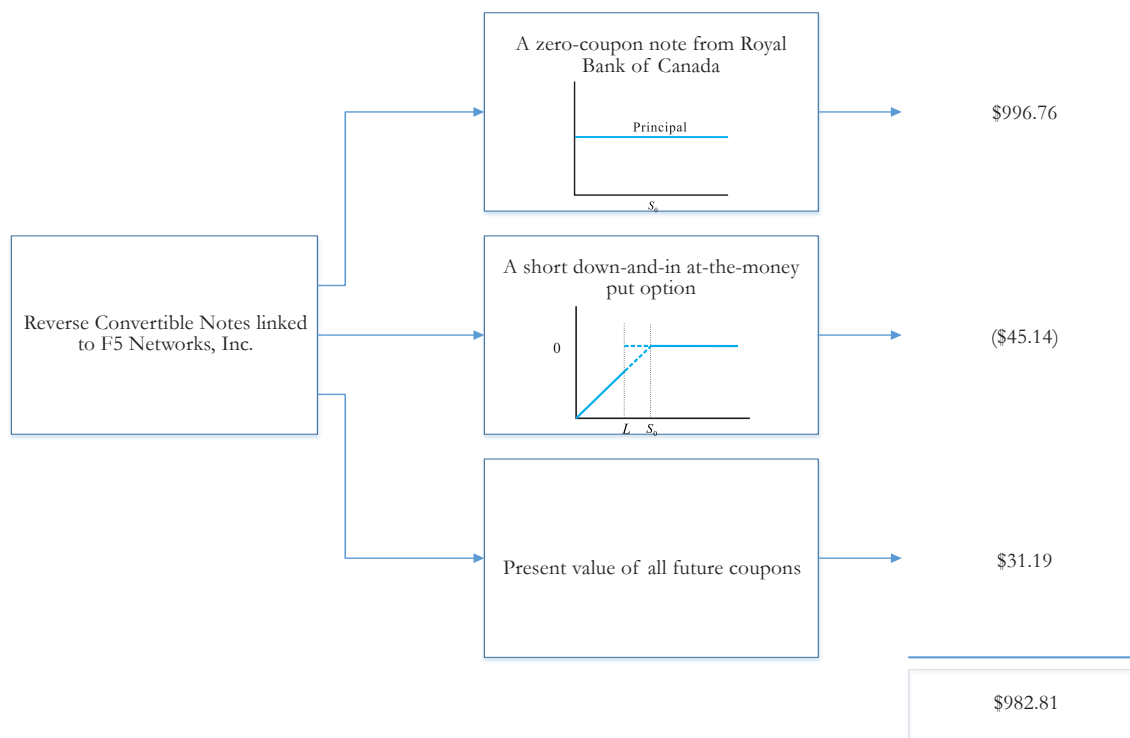 A zero-coupon note from Royal
Bank of Canada
Principal
S₀
$996.76
Reverse Convertible Notes linked
to F5 Networks, Inc.
A short down-and-in at-the-money
put option
0
L S₀
($45.14)
Present value of all future coupons
$31.19
$982.81